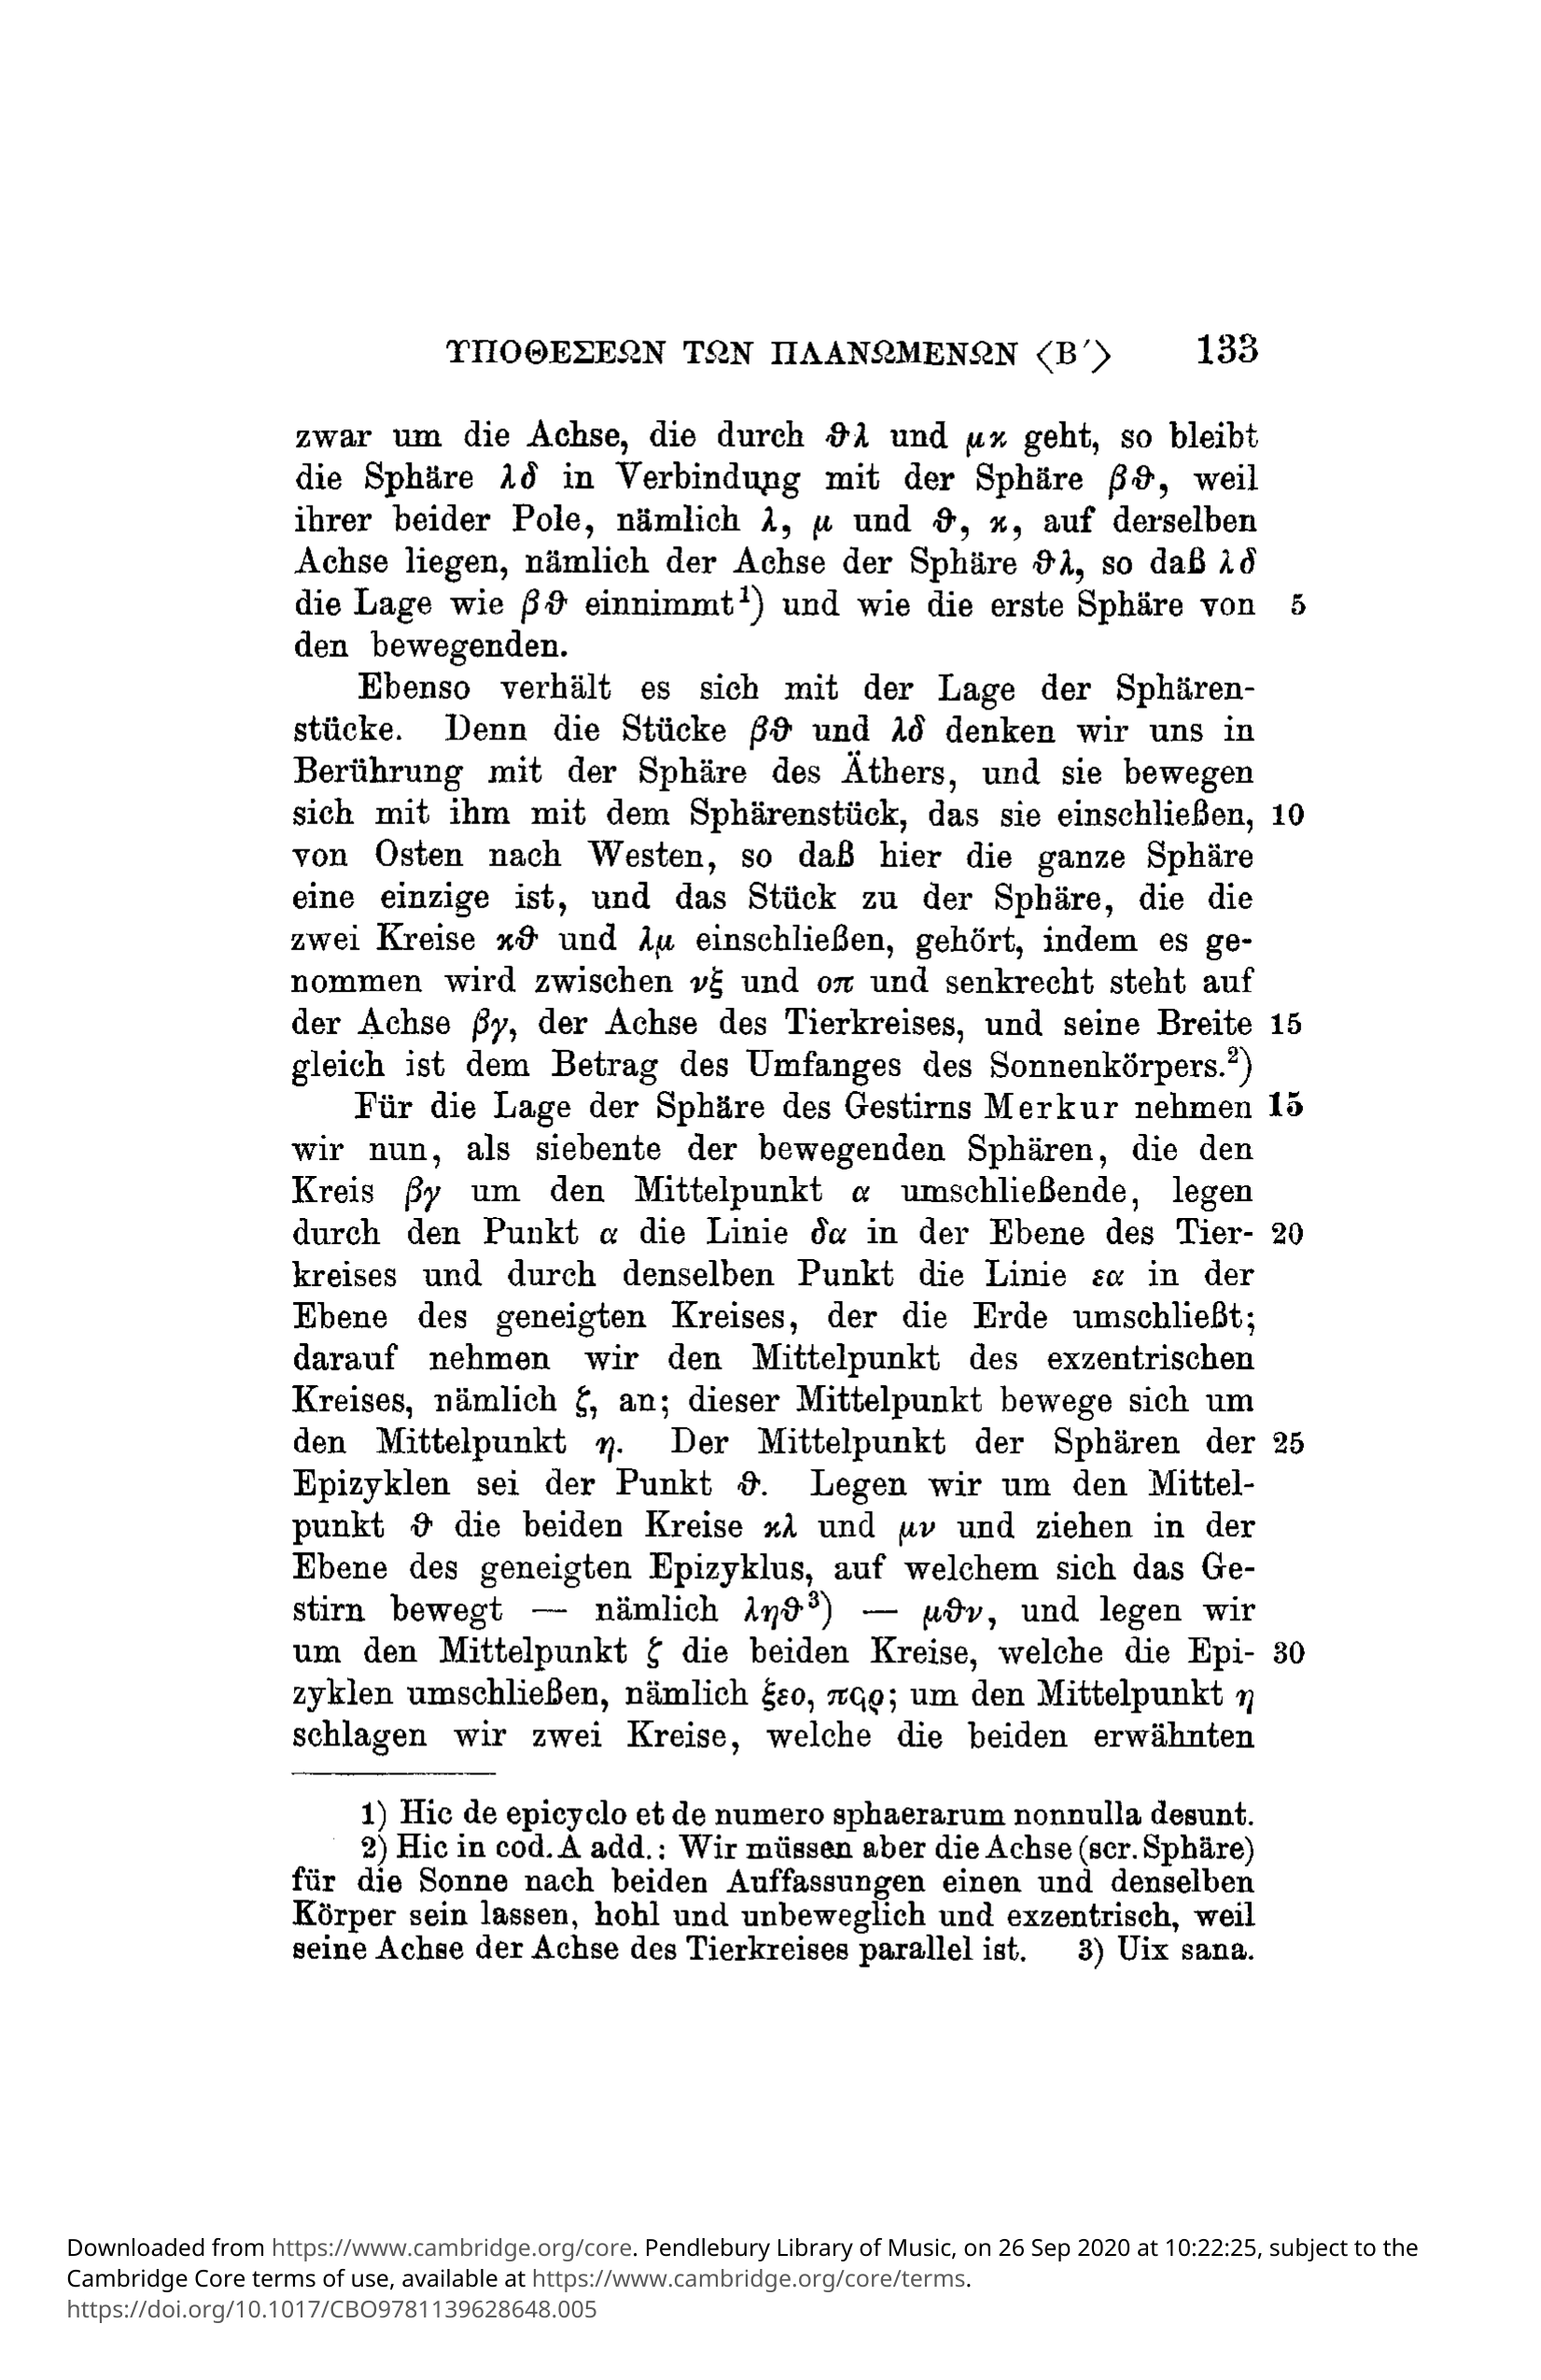 ΥΠΟΘΕΣΕΩΝ ΤΩΝ ΠΛΑΝΩΜΕΝΩΝ ⟨Β´⟩ 133
zwar um die Achse, die durch ϑλ und μϰ geht, so bleibt
die Sphäre λδ in Verbindung mit der Sphäre βϑ, weil
ihrer beider Pole, nämlich λ, μ und ϑ, ϰ, auf derselben
Achse liegen, nämlich der Achse der Sphäre ϑλ, so daß λδ
die Lage wie βϑ einnimmt¹) und wie die erste Sphäre von 5
den bewegenden.
Ebenso verhält es sich mit der Lage der Sphären-
stücke. Denn die Stücke βϑ und λδ denken wir uns in
Berührung mit der Sphäre des Äthers, und sie bewegen
sich mit ihm mit dem Sphärenstück, das sie einschließen, 10
von Osten nach Westen, so daß hier die ganze Sphäre
eine einzige ist, und das Stück zu der Sphäre, die die
zwei Kreise ϰϑ und λμ einschließen, gehört, indem es ge-
nommen wird zwischen νξ und οπ und senkrecht steht auf
der Achse βγ, der Achse des Tierkreises, und seine Breite 15
gleich ist dem Betrag des Umfanges des Sonnenkörpers.²)
Für die Lage der Sphäre des Gestirns Merkur nehmen 15
wir nun, als siebente der bewegenden Sphären, die den
Kreis βγ um den Mittelpunkt α umschließende, legen
durch den Punkt α die Linie δα in der Ebene des Tier- 20
kreises und durch denselben Punkt die Linie εα in der
Ebene des geneigten Kreises, der die Erde umschließt;
darauf nehmen wir den Mittelpunkt des exzentrischen
Kreises, nämlich ζ, an; dieser Mittelpunkt bewege sich um
den Mittelpunkt η. Der Mittelpunkt der Sphären der 25
Epizyklen sei der Punkt ϑ. Legen wir um den Mittel-
punkt ϑ die beiden Kreise ϰλ und μν und ziehen in der
Ebene des geneigten Epizyklus, auf welchem sich das Ge-
stirn bewegt — nämlich ληϑ³) — μϑν, und legen wir
um den Mittelpunkt ζ die beiden Kreise, welche die Epi- 30
zyklen umschließen, nämlich ξεο, πϥρ; um den Mittelpunkt η
schlagen wir zwei Kreise, welche die beiden erwähnten
1) Hic de epicyclo et de numero sphaerarum nonnulla desunt.
2) Hic in cod. A add.: Wir müssen aber die Achse (scr. Sphäre)
für die Sonne nach beiden Auffassungen einen und denselben
Körper sein lassen, hohl und unbeweglich und exzentrisch, weil
seine Achse der Achse des Tierkreises parallel ist. 3) Uix sana.
Downloaded from https://www.cambridge.org/core. Pendlebury Library of Music, on 26 Sep 2020 at 10:22:25, subject to the
Cambridge Core terms of use, available at https://www.cambridge.org/core/terms.
https://doi.org/10.1017/CBO9781139628648.005